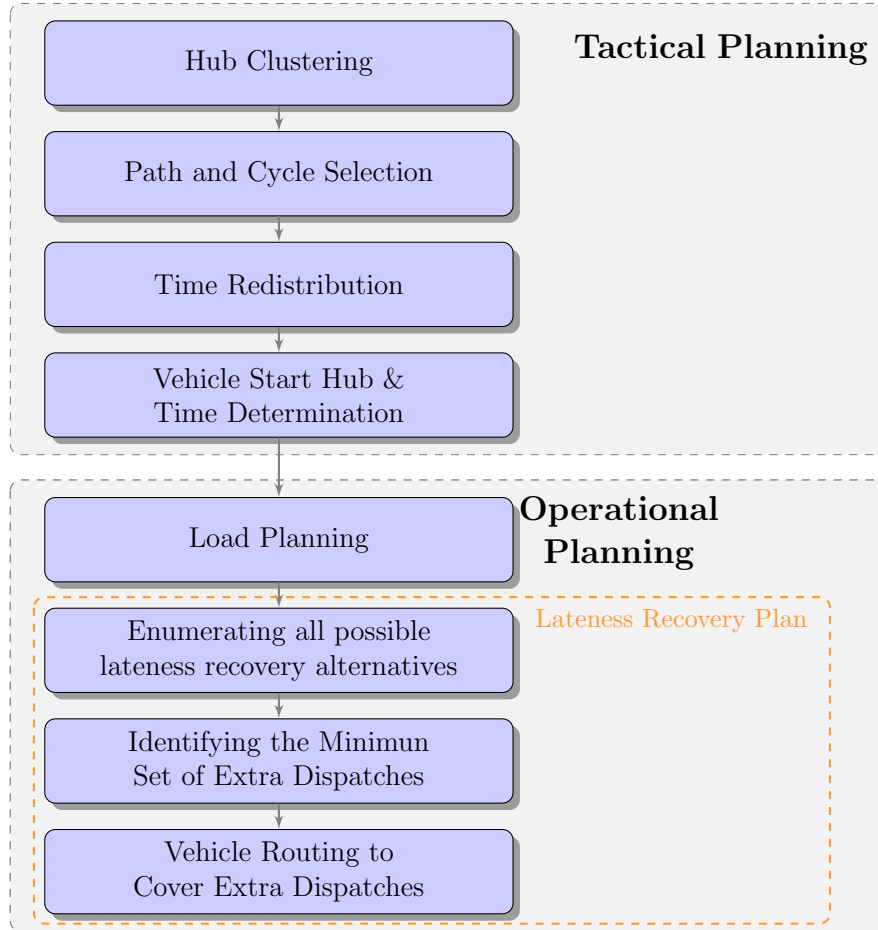 Tactical Planning
Hub Clustering
Path and Cycle Selection
Time Redistribution
Vehicle Start Hub &
Time Determination
Operational
Planning
Load Planning
Lateness Recovery Plan
Enumerating all possible
lateness recovery alternatives
Identifying the Minimun
Set of Extra Dispatches
Vehicle Routing to
Cover Extra Dispatches